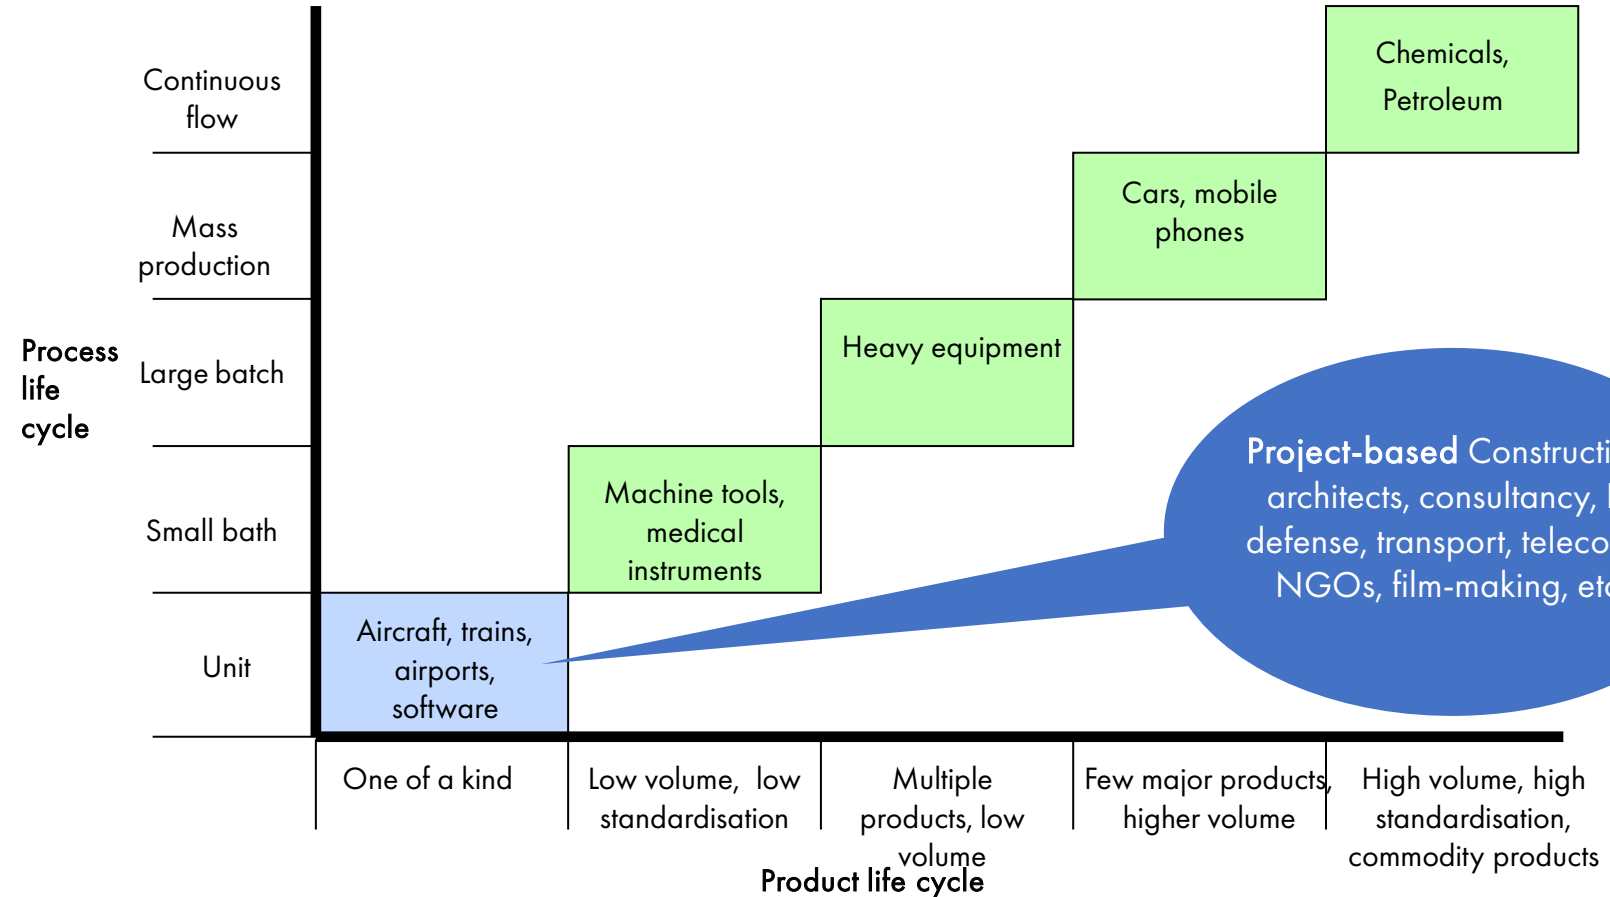 Continuous
flow
Mass
production
Process
life
cycle
Large batch
Small bath
Unit
Chemicals,
Petroleum
Cars, mobile
phones
Heavy equipment
Machine tools,
medical
instruments
Aircraft, trains,
airports,
software
Project-based
architects, consultancy,
defense, transport,
NGOs, film-making,
One of a kind
Low volume, low
standardisation
Multiple
products, low
volume
Few major products,
higher volume
High volume, high
standardisation,
commodity products
Product life cycle